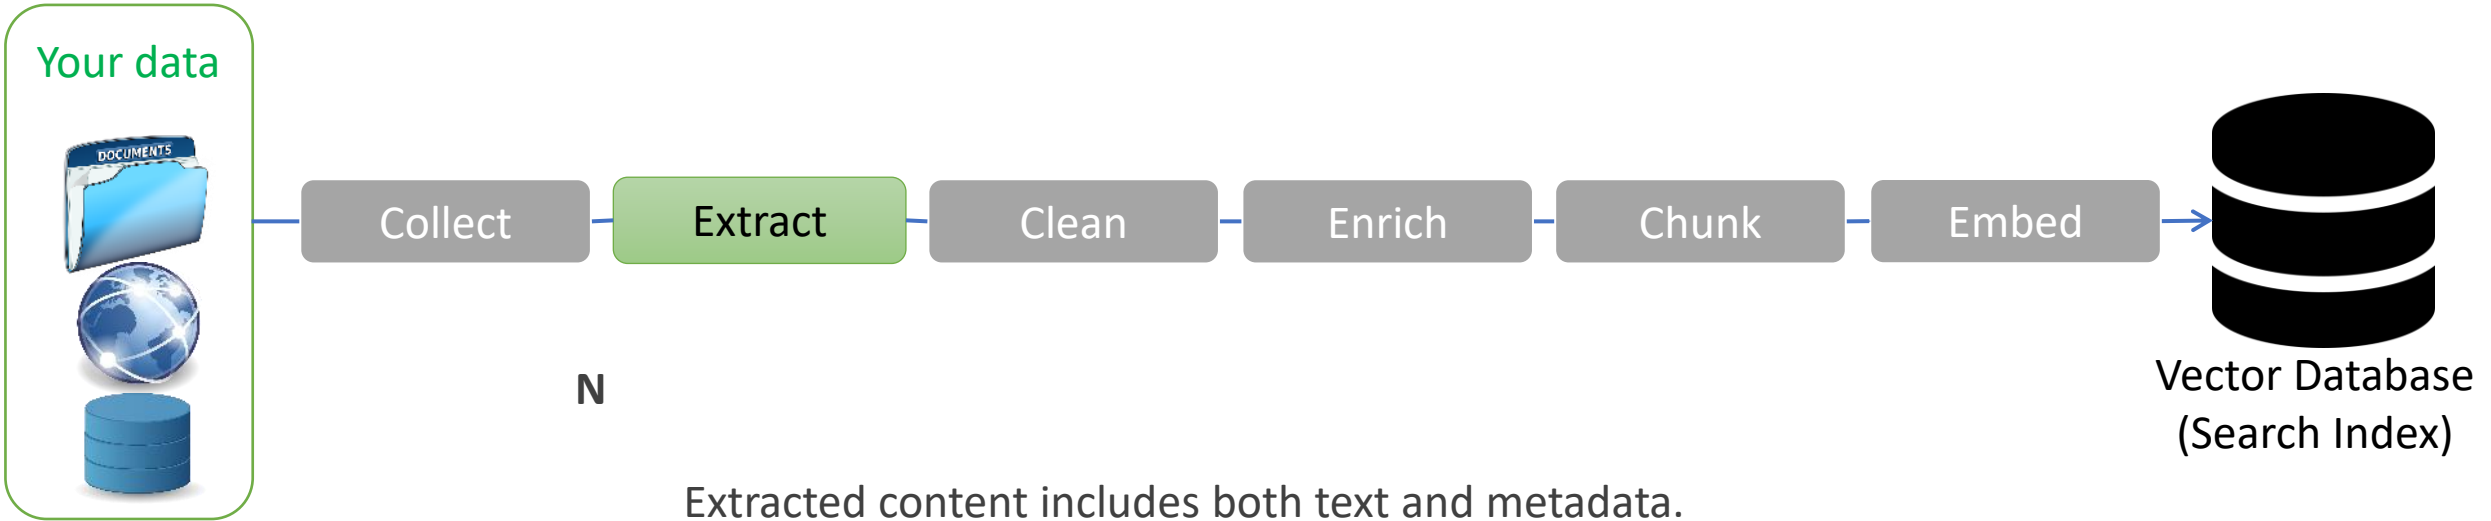 Your data
DOCUMENTS
Collect
Extract
Clean
Enrich
Chunk
Embed
Vector Database
(Search Index)
N
Extracted content includes both text and metadata.